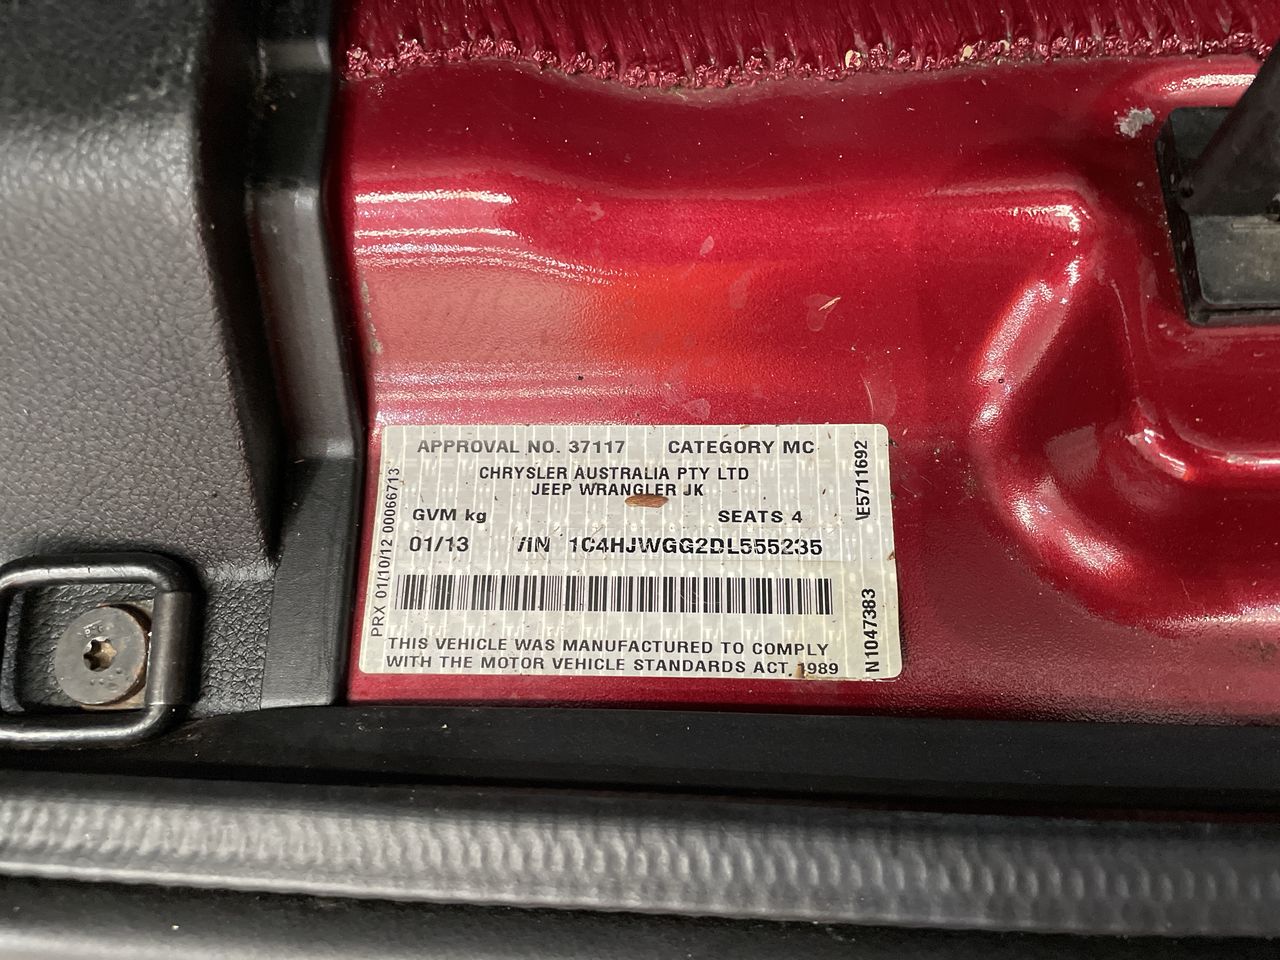 APPROVAL NO. 37117 CATEGORY MC
CHRYSLER AUSTRALIA PTY LTD
JEEP WRANGLER JK
GVM kg SEATS 4
01/13 /IN 1C4HJWGG2DL555235
THIS VEHICLE WAS MANUFACTURED TO COMPLY
WITH THE MOTOR VEHICLE STANDARDS ACT, 1989
PRX 01/10/12 00066713
\E5711692
N1047383